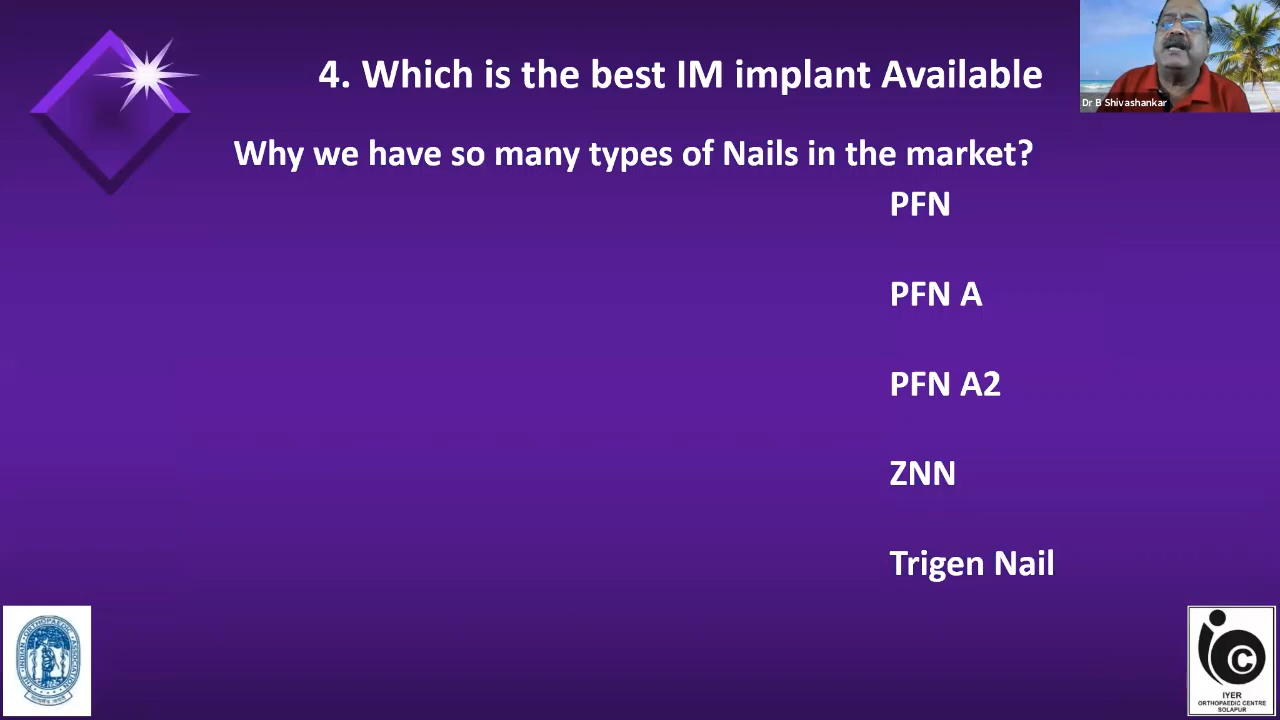 4. Which is the best IM implant Available
Dr B Shivashankar
Why we have so many types of Nails in the market?
PFN
PFN A
PFN A2
ZNN
Trigen Nail
IYER
ORTHOPAEDIC CENTRE
SOLAPUR